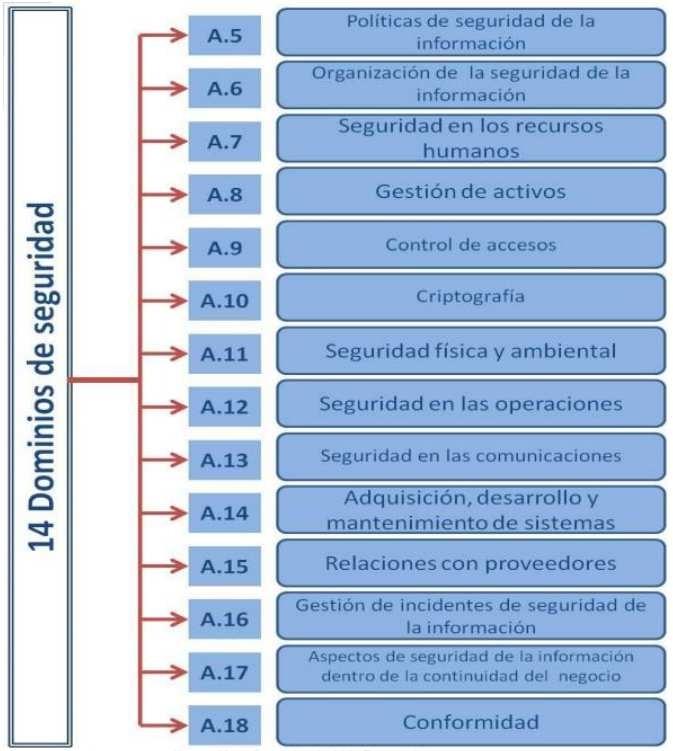 14 Dominios de seguridad
A.5
Políticas de seguridad de la
información
A.6
Organización de la seguridad de la
información
A.7
Seguridad en los recursos
humanos
A.8
Gestión de activos
A.9
Control de accesos
A.10
Criptografía
A.11
Seguridad física y ambiental
A.12
Seguridad en las operaciones
A.13
Seguridad en las comunicaciones
A.14
Adquisición, desarrollo y
mantenimiento de sistemas
A.15
Relaciones con proveedores
A.16
Gestión de incidentes de seguridad de
la información
A.17
Aspectos de seguridad de la información
dentro de la continuidad del negocio
A.18
Conformidad